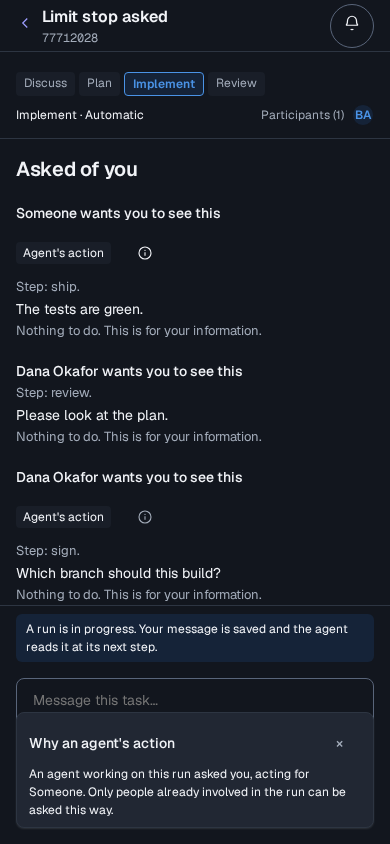 Limit stop asked
77712028
Discuss Plan Implement Review
Implement · Automatic Participants (1) BA
Asked of you
Someone wants you to see this
Agent's action
Step: ship.
The tests are green.
Nothing to do. This is for your information.
Dana Okafor wants you to see this
Step: review.
Please look at the plan.
Nothing to do. This is for your information.
Dana Okafor wants you to see this
Agent's action
Step: sign.
Which branch should this build?
Nothing to do. This is for your information.
A run is in progress. Your message is saved and the agent
reads it at its next step.
Message this task...
Why an agent's action ×
An agent working on this run asked you, acting for
Someone. Only people already involved in the run can be
asked this way.